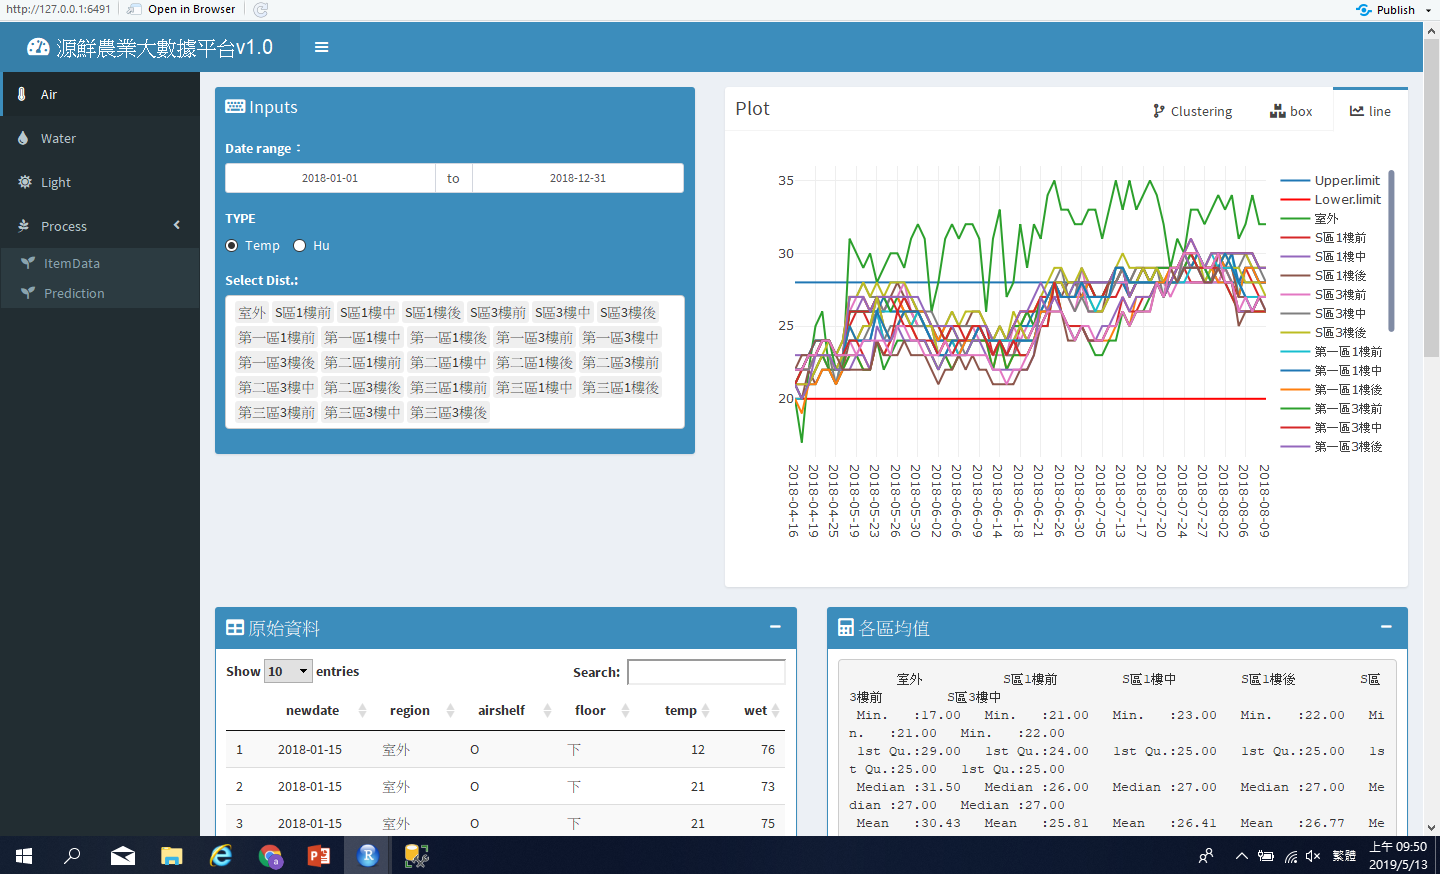 http://127.0.0.1:6491 Open in Browser Publish
源鮮農業大數據平台v1.0
Air
Water
Light
Process
ItemData
Prediction
Inputs
Date range：
2018-01-01 to 2018-12-31
TYPE
Temp Hu
Select Dist.:
室外 S區1樓前 S區1樓中 S區1樓後 S區3樓前 S區3樓中 S區3樓後
第一區1樓前 第一區1樓中 第一區1樓後 第一區3樓前 第一區3樓中
第一區3樓後 第二區1樓前 第二區1樓中 第二區1樓後 第二區3樓前
第二區3樓中 第二區3樓後 第三區1樓前 第三區1樓中 第三區1樓後
第三區3樓前 第三區3樓中 第三區3樓後
Plot Clustering box line
35
30
25
20
2018-04-16
2018-04-19
2018-04-25
2018-05-19
2018-05-23
2018-05-26
2018-05-30
2018-06-02
2018-06-06
2018-06-09
2018-06-14
2018-06-18
2018-06-21
2018-06-26
2018-06-30
2018-07-05
2018-07-13
2018-07-17
2018-07-20
2018-07-24
2018-07-27
2018-08-02
2018-08-06
2018-08-09
Upper.limit
Lower.limit
室外
S區1樓前
S區1樓中
S區1樓後
S區3樓前
S區3樓中
S區3樓後
第一區1樓前
第一區1樓中
第一區1樓後
第一區3樓前
第一區3樓中
第一區3樓後
原始資料
Show 10 entries Search:
newdate region airshelf floor temp wet
1 2018-01-15 室外 O 下 12 76
2 2018-01-15 室外 O 下 21 73
3 2018-01-15 室外 O 下 21 75
各區均值
室外 S區1樓前 S區1樓中 S區1樓後 S區
3樓前 S區3樓中
Min. :17.00 Min. :21.00 Min. :23.00 Min. :22.00 Mi
n. :21.00 Min. :22.00
1st Qu.:29.00 1st Qu.:24.00 1st Qu.:25.00 1st Qu.:25.00 1s
t Qu.:25.00 1st Qu.:25.00
Median :31.50 Median :26.00 Median :27.00 Median :27.00 Me
dian :27.00 Median :27.00
Mean :30.43 Mean :25.81 Mean :26.41 Mean :26.77 Me
繁體 上午 09:50
2019/5/13